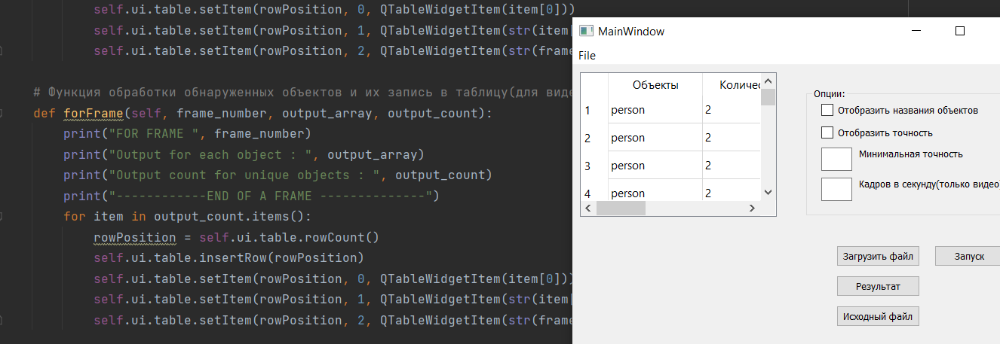 self.ui.table.setItem(rowPosition, 0, QTableWidgetItem(item[0]))
self.ui.table.setItem(rowPosition, 1, QTableWidgetItem(str(item[
self.ui.table.setItem(rowPosition, 2, QTableWidgetItem(str(frame
# Функция обработки обнаруженных объектов и их запись в таблицу(для виде
def forFrame(self, frame_number, output_array, output_count):
print("FOR FRAME ", frame_number)
print("Output for each object : ", output_array)
print("Output count for unique objects : ", output_count)
print("------------END OF A FRAME --------------")
for item in output_count.items():
rowPosition = self.ui.table.rowCount()
self.ui.table.insertRow(rowPosition)
self.ui.table.setItem(rowPosition, 0, QTableWidgetItem(item[0]))
self.ui.table.setItem(rowPosition, 1, QTableWidgetItem(str(item[
self.ui.table.setItem(rowPosition, 2, QTableWidgetItem(str(frame
MainWindow
File
Объекты Количес
1 person 2
2 person 2
3 person 2
4 person 2
Опции:
Отобразить названия объектов
Отобразить точность
Минимальная точность
Кадров в секунду(только видео
Загрузить файл Запуск
Результат
Исходный файл